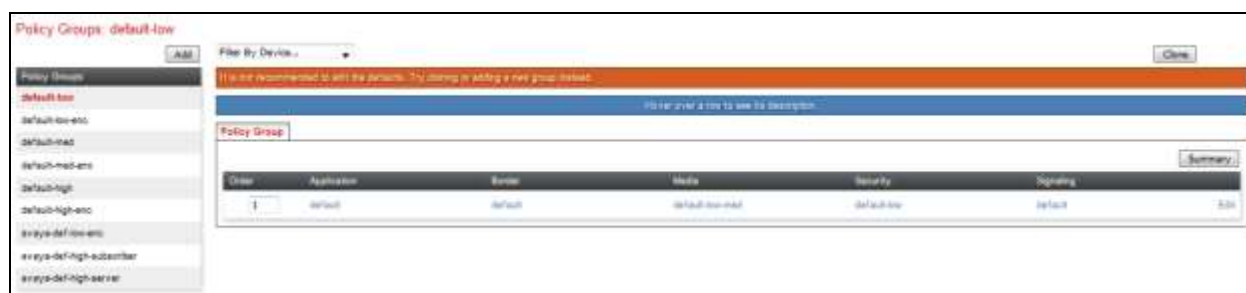 Policy Groups: default-low
Add
Filter By Device...
Clone
Policy Groups
It is not recommended to edit the defaults. Try cloning or adding a new group instead.
default-low
Hover over a row to see its description
default-low-enc
Policy Group
default-med
Summary
default-med-enc
Order Application Border Media Security Signaling
default-high
1 default default default-low-med default-low default Edit
default-high-enc
avaya-def-low-enc
avaya-def-high-subscriber
avaya-def-high-server